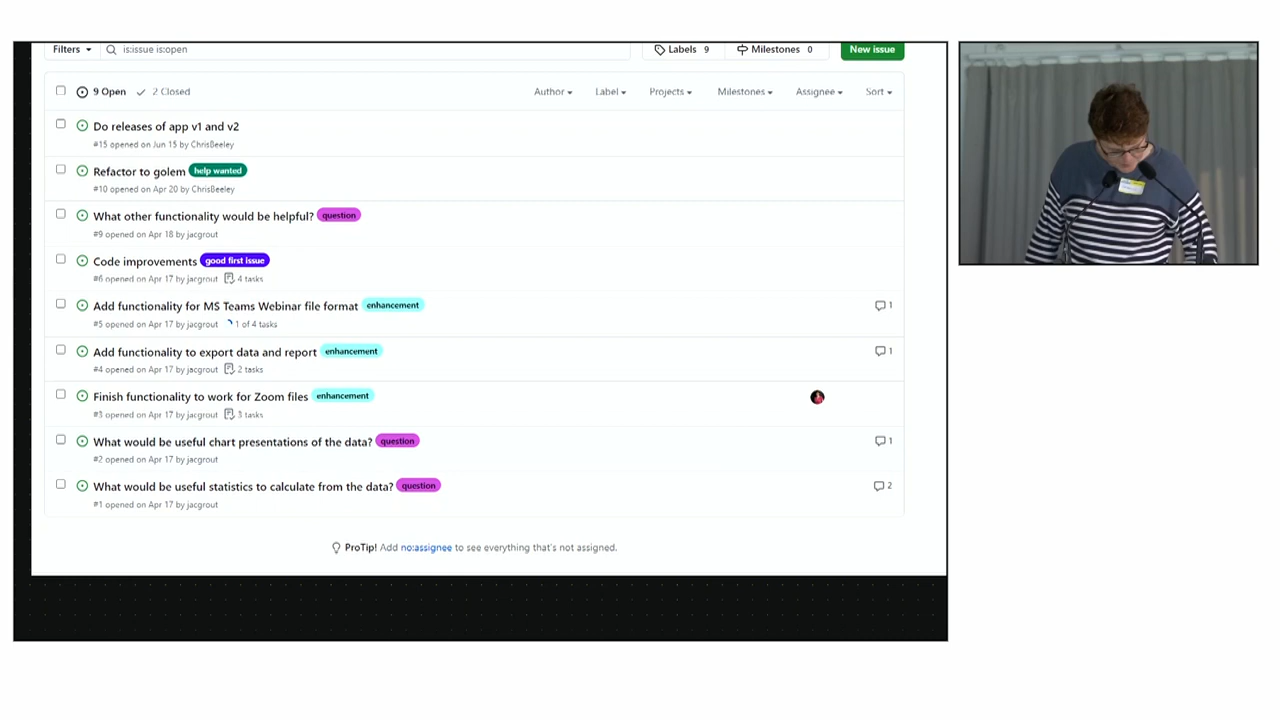 Filters
is:issue is:open
Labels 9
Milestones 0
New issue
9 Open
2 Closed
Author
Label
Projects
Milestones
Assignee
Sort
Do releases of app v1 and v2
#15 opened on Jun 15 by ChrisBeeley
Refactor to golem help wanted
#10 opened on Apr 20 by ChrisBeeley
What other functionality would be helpful? question
#9 opened on Apr 18 by jacgrout
Code improvements good first issue
#6 opened on Apr 17 by jacgrout 4 tasks
Add functionality for MS Teams Webinar file format enhancement
1
#5 opened on Apr 17 by jacgrout 1 of 4 tasks
Add functionality to export data and report enhancement
1
#4 opened on Apr 17 by jacgrout 2 tasks
Finish functionality to work for Zoom files enhancement
#3 opened on Apr 17 by jacgrout 3 tasks
What would be useful chart presentations of the data? question
1
#2 opened on Apr 17 by jacgrout
What would be useful statistics to calculate from the data? question
2
#1 opened on Apr 17 by jacgrout
ProTip! Add no:assignee to see everything that's not assigned.